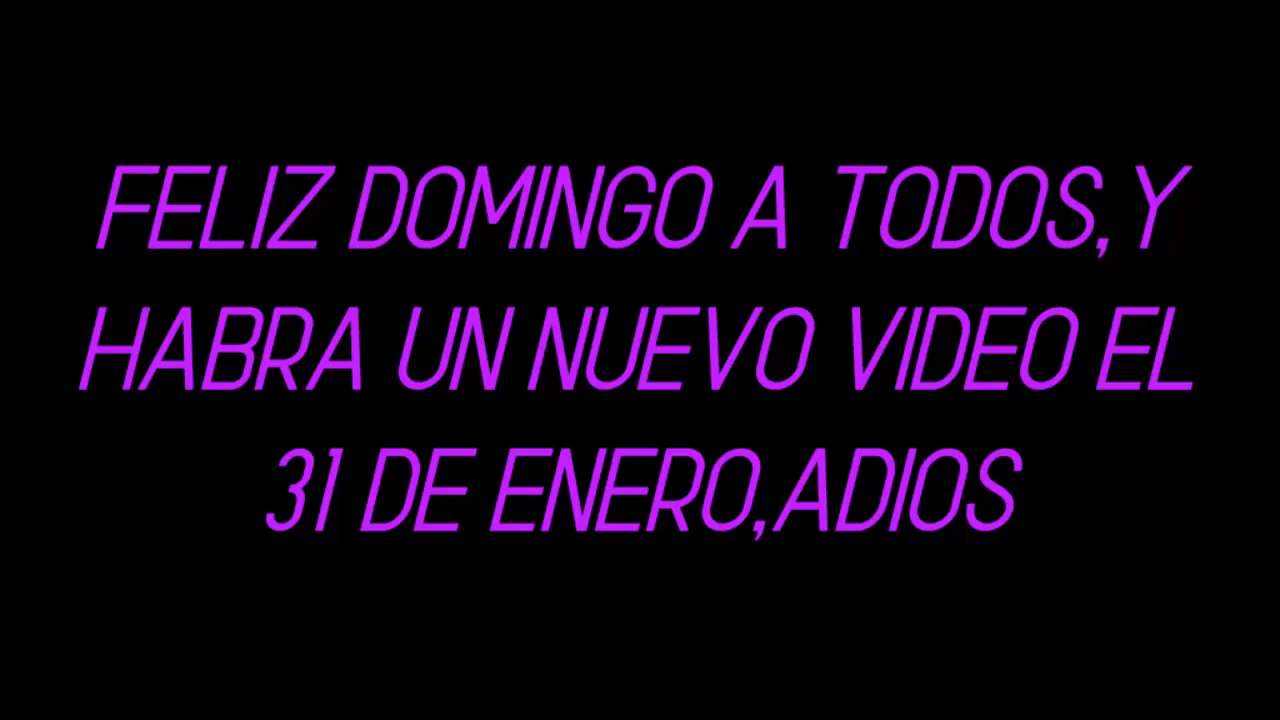 FELIZ DOMINGO A TODOS,Y
HABRA UN NUEVO VIDEO EL
31 DE ENERO,ADIOS